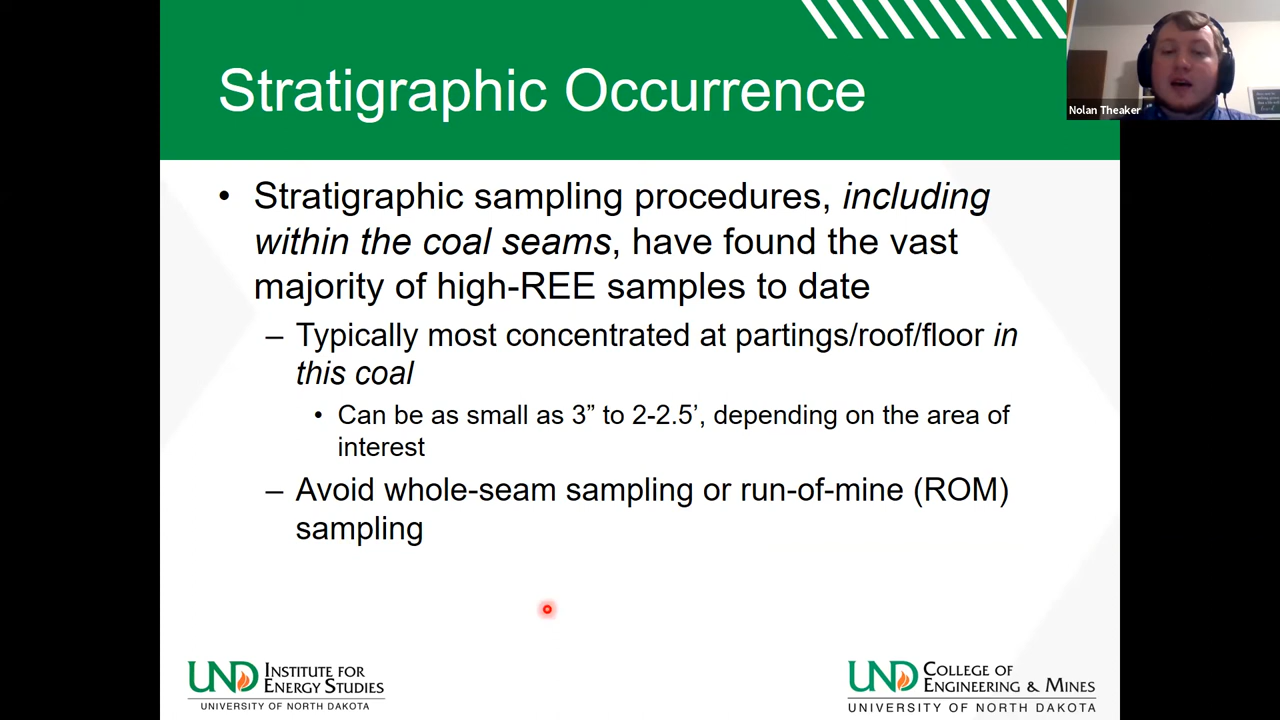 Stratigraphic Occurrence
Nolan Theaker
• Stratigraphic sampling procedures, including
within the coal seams, have found the vast
majority of high-REE samples to date
– Typically most concentrated at partings/roof/floor in
this coal
• Can be as small as 3” to 2-2.5’, depending on the area of
interest
– Avoid whole-seam sampling or run-of-mine (ROM)
sampling
UND INSTITUTE FOR
ENERGY STUDIES
UNIVERSITY OF NORTH DAKOTA
UND COLLEGE OF
ENGINEERING & MINES
UNIVERSITY OF NORTH DAKOTA